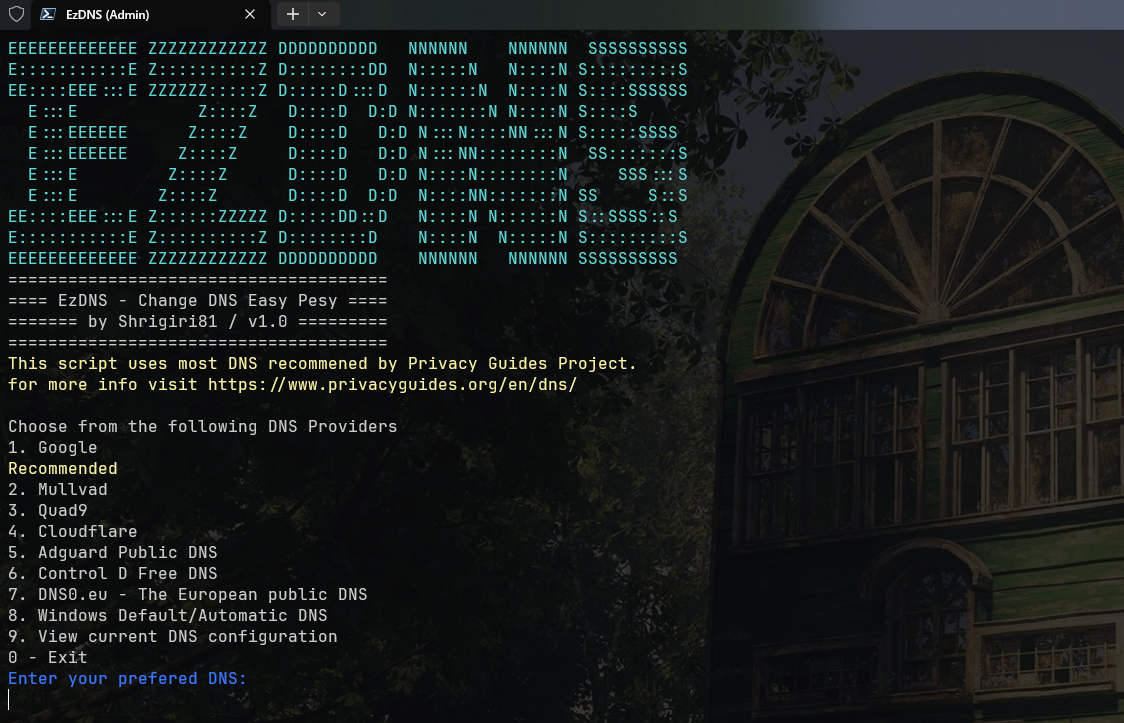 EzDNS (Admin)
EEEEEEEEEEEEE ZZZZZZZZZZZZ DDDDDDDDDD   NNNNNN    NNNNNN  SSSSSSSSSS
E:::::::::::E Z::::::::::Z D::::::::DD  N:::::N   N::::N S:::::::::S
EE::::EEE:::E ZZZZZZ:::::Z D:::::D:::D  N::::::N  N::::N S::::SSSSSS
  E:::E            Z::::Z   D::::D  D:D N:::::::N N::::N S::::S
  E:::EEEEEE      Z::::Z    D::::D   D:D N:::N::::NN:::N S:::::SSSS
  E:::EEEEEE     Z::::Z     D::::D   D:D N:::NN::::::::N  SS:::::::S
  E:::E         Z::::Z      D::::D   D:D N::::N::::::::N     SSS:::S
  E:::E        Z::::Z       D::::D  D:D  N::::NN:::::::N SS     S::S
EE::::EEE:::E Z::::::ZZZZZ D:::::DD::D   N::::N N::::::N S::SSSS::S
E:::::::::::E Z::::::::::Z D::::::::D    N::::N  N:::::N S:::::::::S
EEEEEEEEEEEEE ZZZZZZZZZZZZ DDDDDDDDDD    NNNNNN   NNNNNN SSSSSSSSSS
======================================
==== EzDNS - Change DNS Easy Pesy ====
======= by Shrigiri81 / v1.0 =========
======================================
This script uses most DNS recommened by Privacy Guides Project.
for more info visit https://www.privacyguides.org/en/dns/
Choose from the following DNS Providers
1. Google
Recommended
2. Mullvad
3. Quad9
4. Cloudflare
5. Adguard Public DNS
6. Control D Free DNS
7. DNS0.eu - The European public DNS
8. Windows Default/Automatic DNS
9. View current DNS configuration
0 - Exit
Enter your prefered DNS: